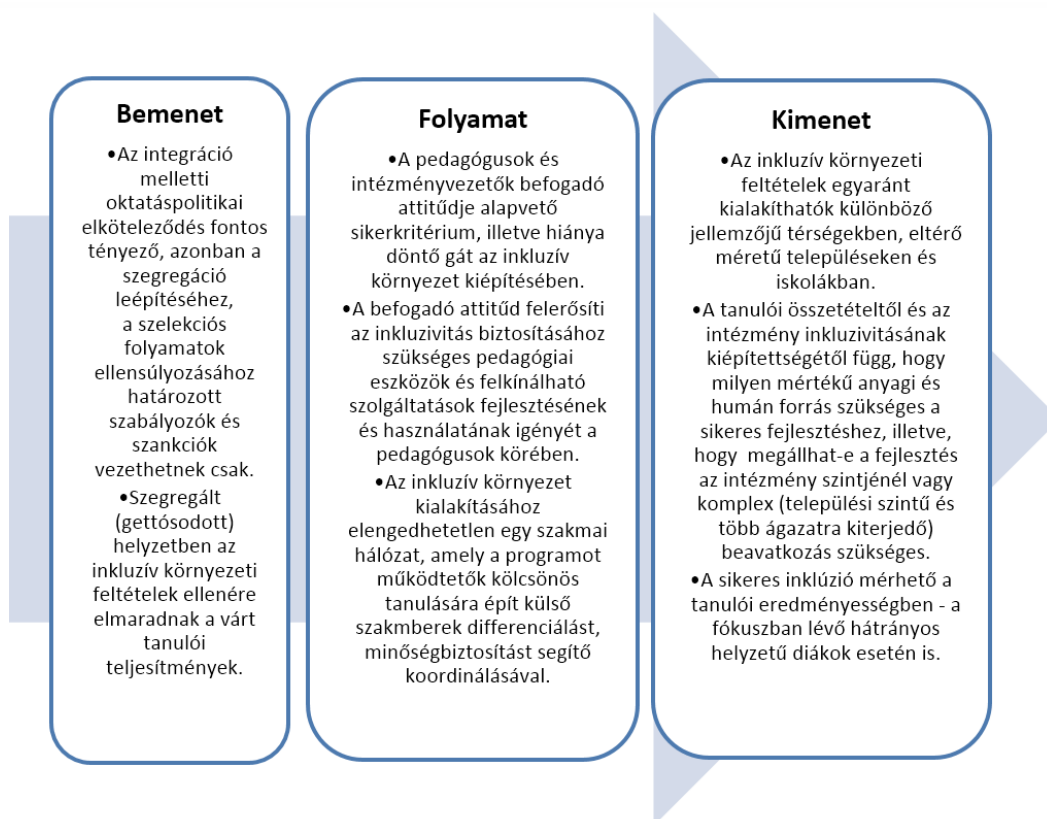 Bemenet
•Az integráció
melletti
oktatáspolitikai
elköteleződés fontos
tényező, azonban a
szegregáció
leépítéséhez,
a szelekciós
folyamatok
ellensúlyozásához
határozott
szabályozók és
szankciók
vezethetnek csak.
•Szegregált
(gettósodott)
helyzetben az
inkluzív környezeti
feltételek ellenére
elmaradnak a várt
tanulói
teljesítmények.
Folyamat
•A pedagógusok és
intézményvezetők befogadó
attitűdje alapvető
sikerkritérium, illetve hiánya
döntő gát az inkluzív
környezet kiépítésében.
•A befogadó attitűd felerősíti
az inkluzivitás biztosításához
szükséges pedagógiai
eszközök és felkínálható
szolgáltatások fejlesztésének
és használatának igényét a
pedagógusok körében.
•Az inkluzív környezet
kialakításához
elengedhetetlen egy szakmai
hálózat, amely a programot
működtetők kölcsönös
tanulására épít külső
szakmberek differenciálást,
minőségbiztosítást segítő
koordinálásával.
Kimenet
•Az inkluzív környezeti
feltételek egyaránt
kialakíthatók különböző
jellemzőjű térségekben, eltérő
méretű településeken és
iskolákban.
•A tanulói összetételtől és az
intézmény inkluzivitásának
kiépítettségétől függ, hogy
milyen mértékű anyagi és
humán forrás szükséges a
sikeres fejlesztéshez, illetve,
hogy  megállhat-e a fejlesztés
az intézmény szintjénél vagy
komplex (települési szintű és
több ágazatra kiterjedő)
beavatkozás szükséges.
•A sikeres inklúzió mérhető a
tanulói eredményességben - a
fókuszban lévő hátrányos
helyzetű diákok esetén is.